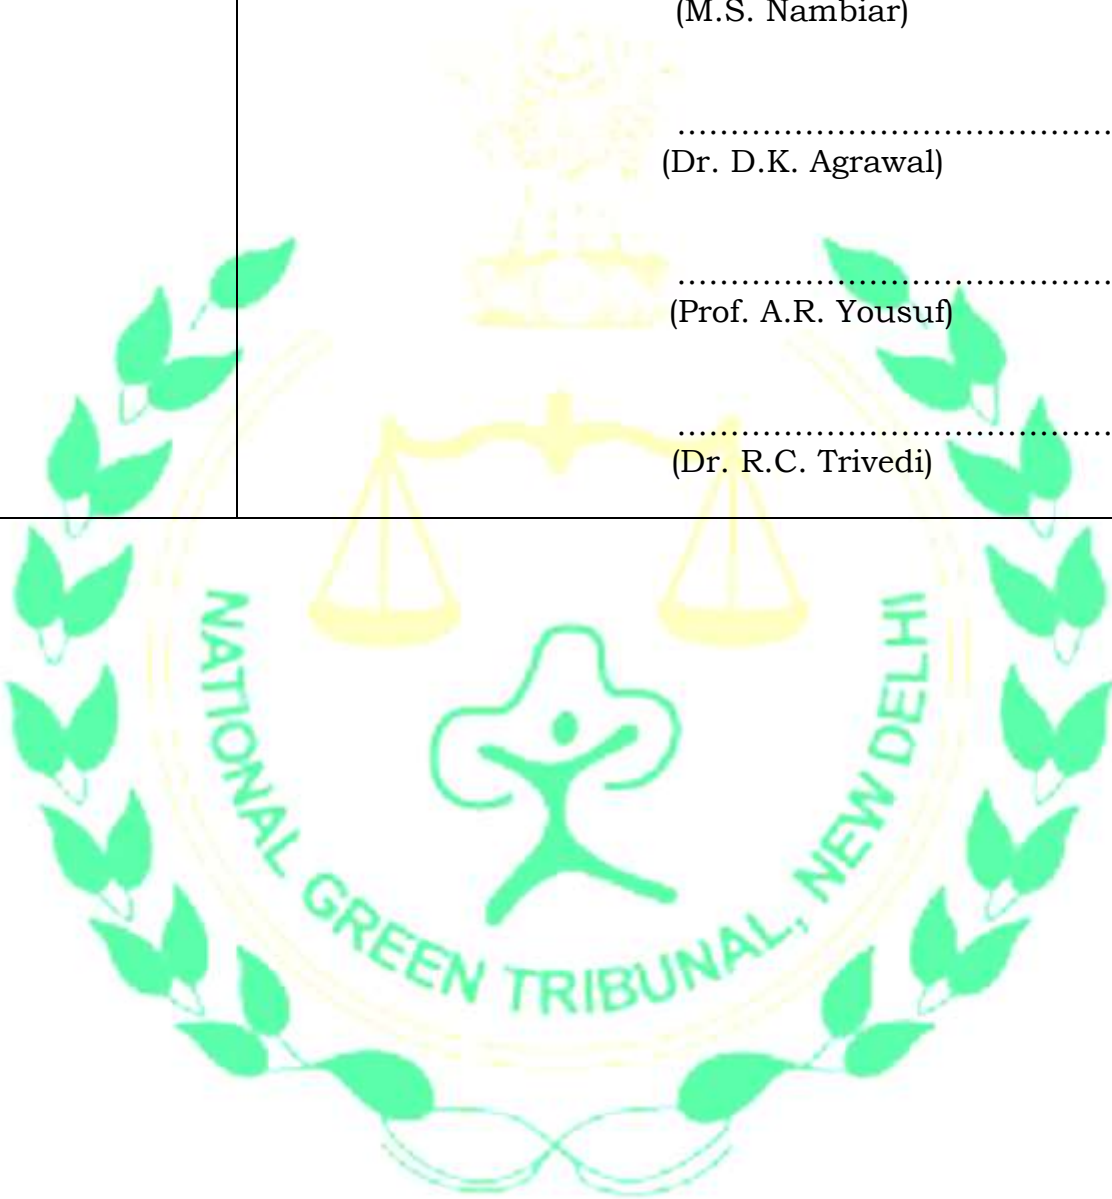 (M.S. Nambiar)
………………………………………
(Dr. D.K. Agrawal)
………………………………………
(Prof. A.R. Yousuf)
………………………………………
(Dr. R.C. Trivedi)
NATIONAL GREEN TRIBUNAL, NEW DELHI